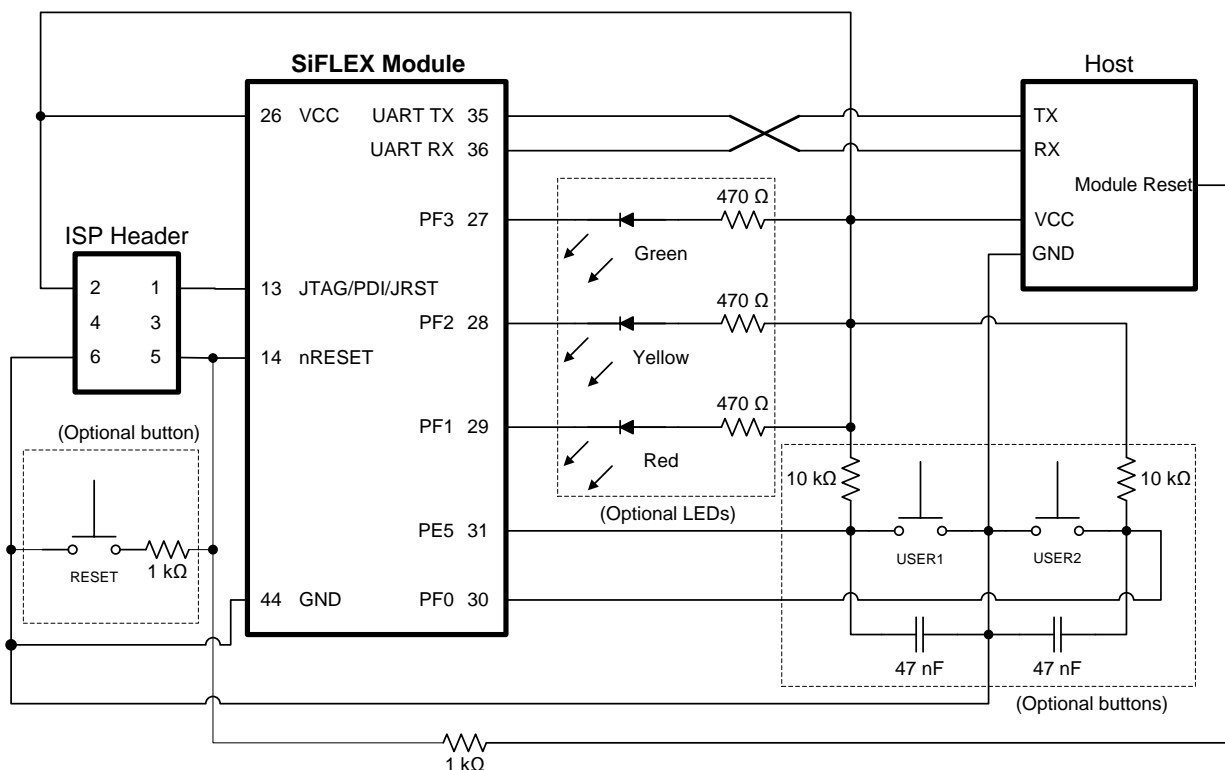 SiFLEX Module
Host
26 VCC
UART TX 35
UART RX 36
TX
RX
Module Reset
VCC
GND
PF3 27
470 Ω
Green
ISP Header
2 1
4 3
6 5
13 JTAG/PDI/JRST
14 nRESET
PF2 28
470 Ω
Yellow
PF1 29
470 Ω
Red
(Optional LEDs)
(Optional button)
RESET
1 kΩ
44 GND
PE5 31
PF0 30
10 kΩ
10 kΩ
USER1
USER2
47 nF
47 nF
(Optional buttons)
1 kΩ